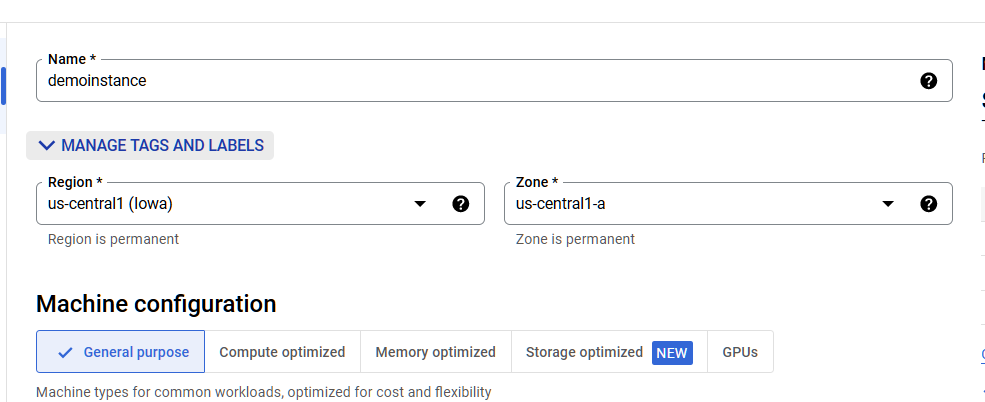 Name *
demoinstance
MANAGE TAGS AND LABELS
Region * Zone *
us-central1 (Iowa) us-central1-a
Region is permanent Zone is permanent
Machine configuration
General purpose Compute optimized Memory optimized Storage optimized NEW GPUs
Machine types for common workloads, optimized for cost and flexibility